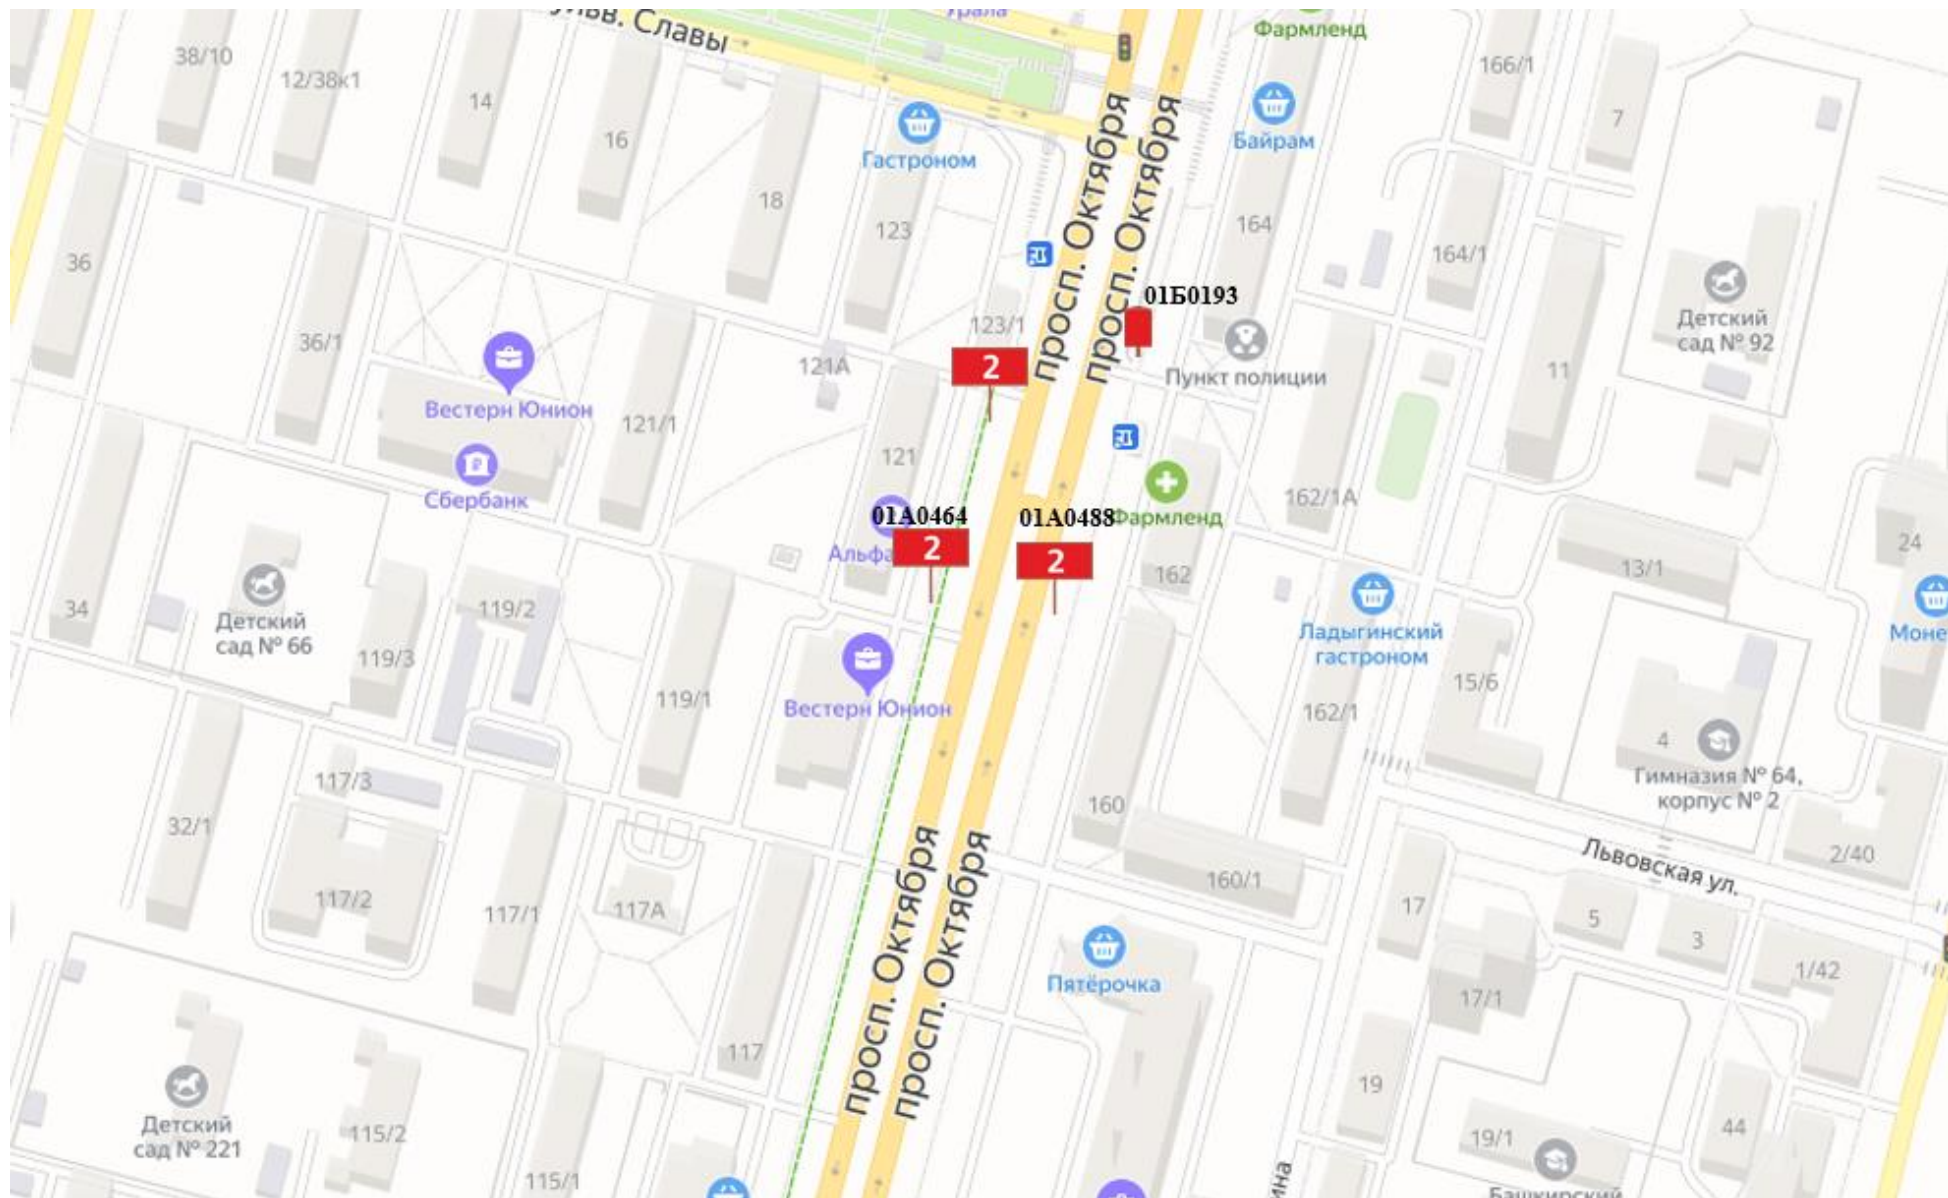 Урала
Фармленд
38/10
12/38к1
14
16
18
Гастроном
123
Байрам
164
166/1
7
164/1
36
36/1
Вестерн Юнион
Сбербанк
121/1
121А
123/1
2
01Б0193
Пункт полиции
просп. Октября
просп. Октября
Детский
сад № 92
11
121
01А0464
2
01А0488
2
Фармленд
162
162/1А
13/1
24
34
Детский
сад № 66
119/3
119/2
119/1
Вестерн Юнион
Ладыгинский
гастроном
162/1
15/6
4
Гимназия № 64,
корпус № 2
Львовская ул.
2/40
117/3
32/1
117/2
117/1
117А
160
160/1
17
5
3
1/42
17/1
просп. Октября
просп. Октября
Пятёрочка
117
19
19/1
44
Детский
сад № 221
115/2
115/1
Башкирский